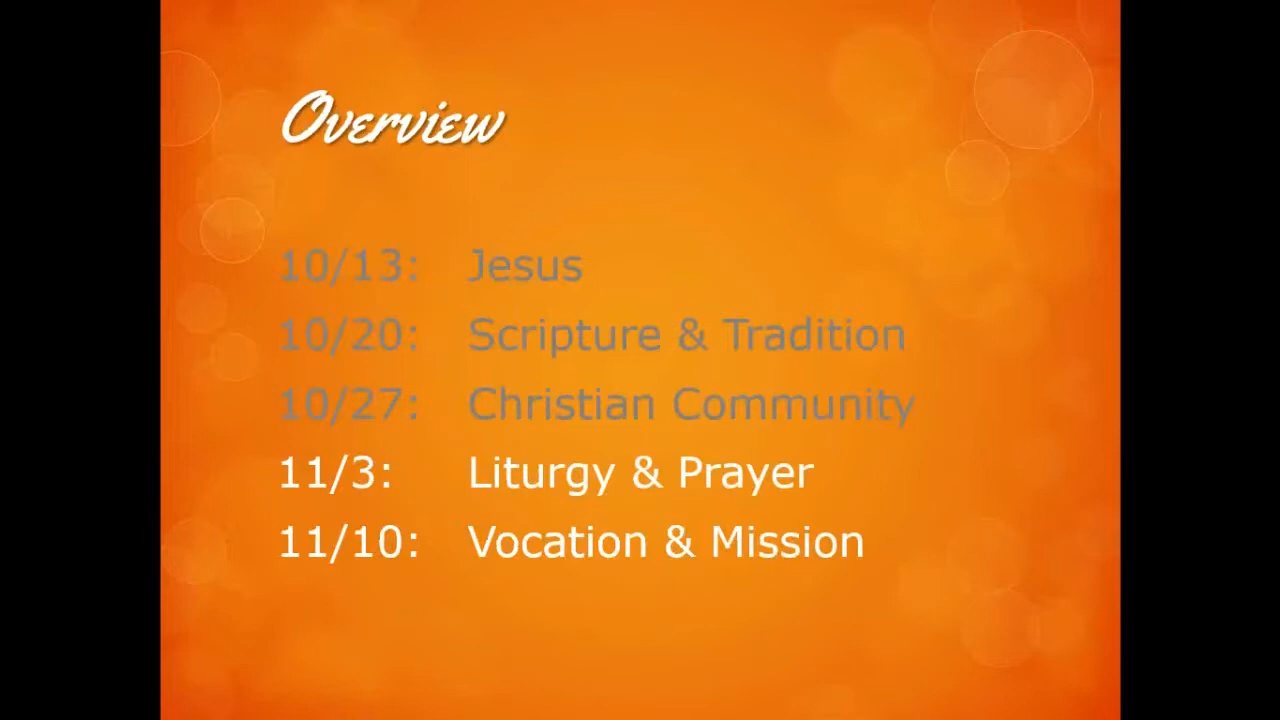 Overview
10/13: Jesus
10/20: Scripture & Tradition
10/27: Christian Community
11/3: Liturgy & Prayer
11/10: Vocation & Mission